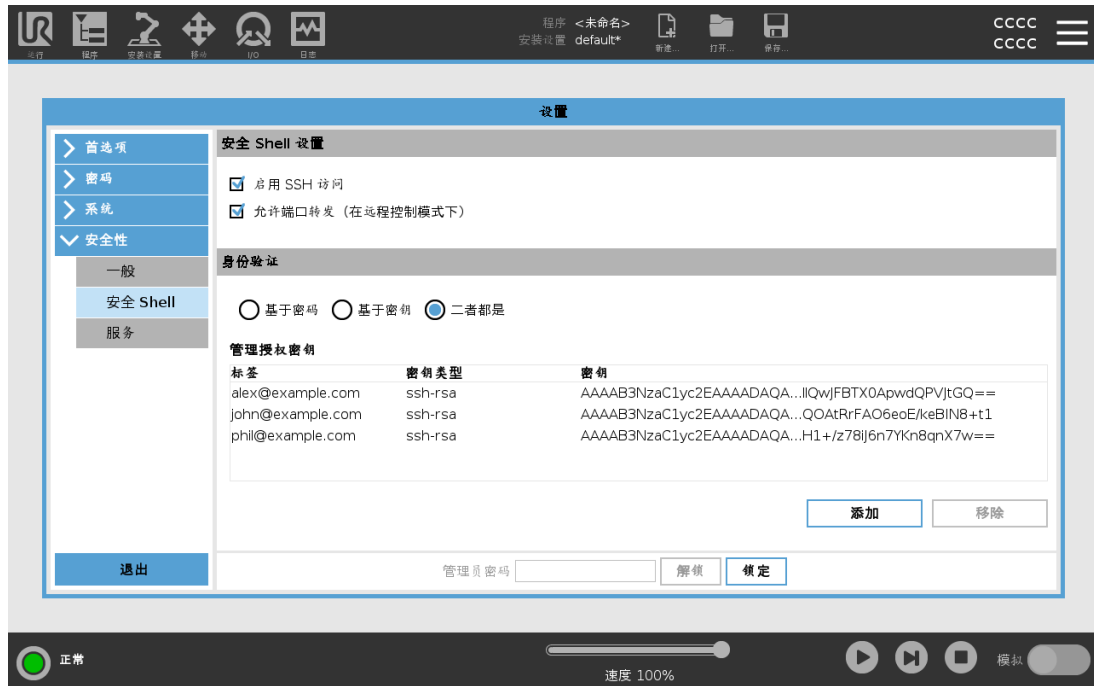 程序 <未命名>
安装设置 default*
CCCC
CCCC
运行 程序 安装设置 移动 I/O 日志 新建... 打开... 保存...
设置
首选项
密码
系统
安全性
一般
安全 Shell
服务
退出
安全 Shell 设置
启用 SSH 访问
允许端口转发（在远程控制模式下）
身份验证
基于密码 基于密钥 二者都是
管理授权密钥
标签 密钥类型 密钥
alex@example.com ssh-rsa AAAAB3NzaC1yc2EAAAADAQA...IIQwJFBTX0ApwdQPVJtGQ==
john@example.com ssh-rsa AAAAB3NzaC1yc2EAAAADAQA...QOAtRrFAO6eoE/keBIN8+t1
phil@example.com ssh-rsa AAAAB3NzaC1yc2EAAAADAQA...H1+/z78iJ6n7YKn8qnX7w==
添加 移除
管理员密码 解锁 锁定
正常
速度 100%
模拟